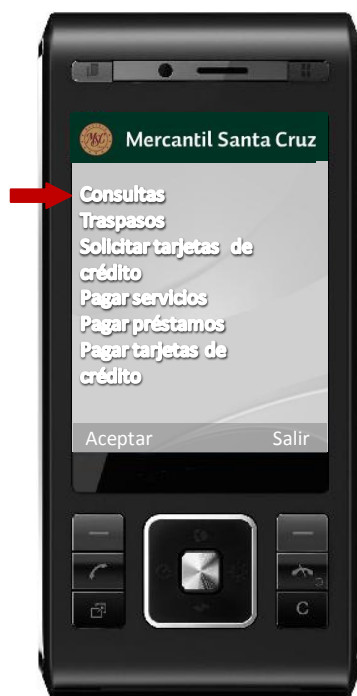 Mercantil Santa Cruz
Consultas
Traspasos
Solicitar tarjetas de
crédito
Pagar servicios
Pagar préstamos
Pagar tarjetas de
crédito
Aceptar Salir
C